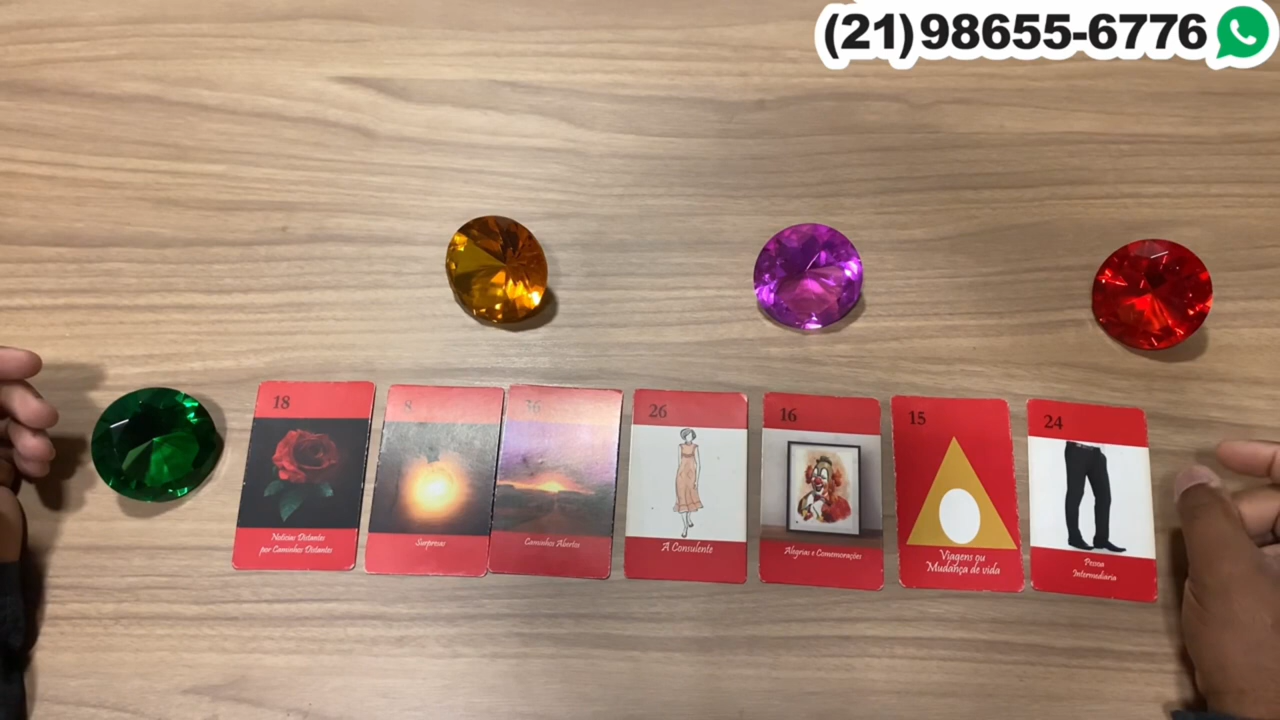 (21)98655-6776
18
Notícias Distantes
por Caminhos Distantes
8
Surpresas
36
Caminhos Abertos
26
A Consulente
16
Alegrias e Comemorações
15
Viagens ou
Mudança de vida
24
Pessoa
Intermediária